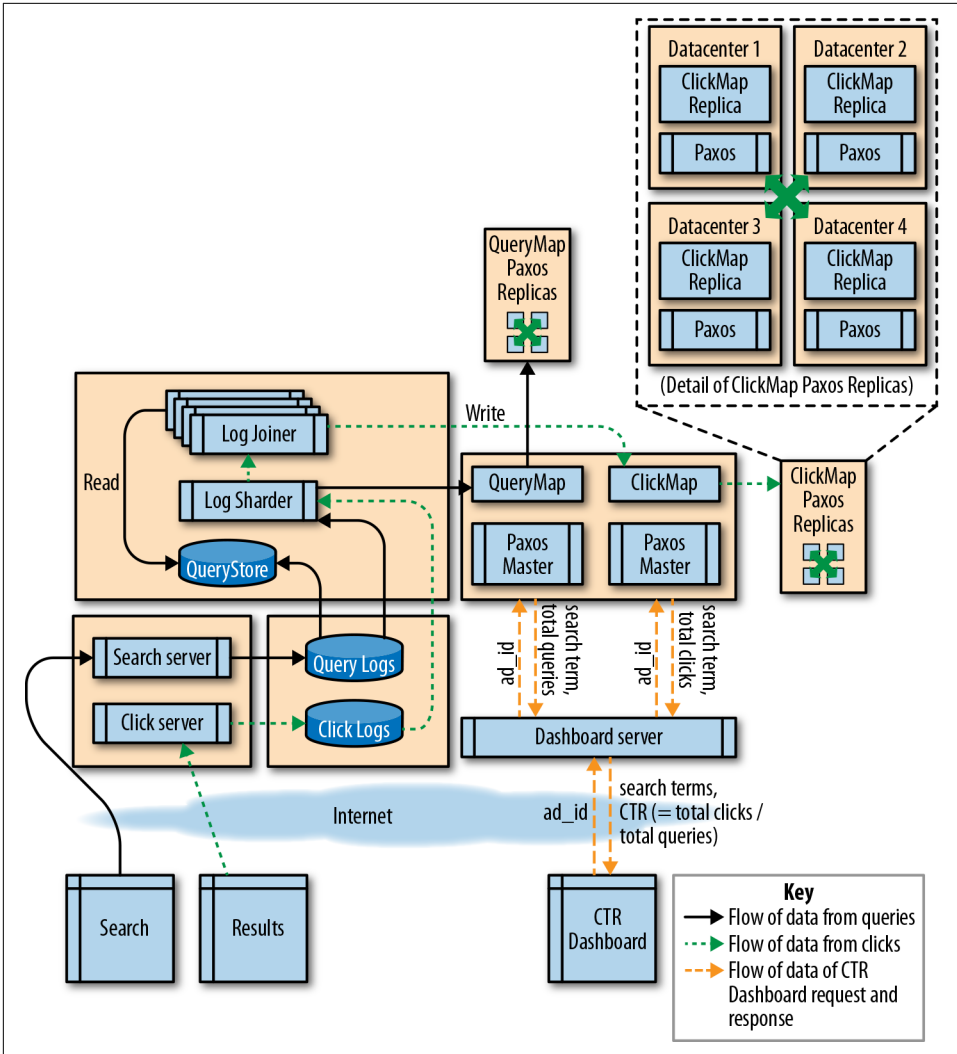 Datacenter 1
ClickMap
Replica
Paxos
Datacenter 2
ClickMap
Replica
Paxos
Datacenter 3
ClickMap
Replica
Paxos
Datacenter 4
ClickMap
Replica
Paxos
(Detail of ClickMap Paxos Replicas)
QueryMap
Paxos
Replicas
Write
Log Joiner
Read
Log Sharder
QueryStore
QueryMap
ClickMap
Paxos
Master
Paxos
Master
ClickMap
Paxos
Replicas
Search server
Query Logs
Click server
Click Logs
ad_id
search term,
total queries
ad_id
search term,
total clicks
Dashboard server
Internet
ad_id
search terms,
CTR (= total clicks /
total queries)
Search
Results
CTR
Dashboard
Key
Flow of data from queries
Flow of data from clicks
Flow of data of CTR
Dashboard request and
response